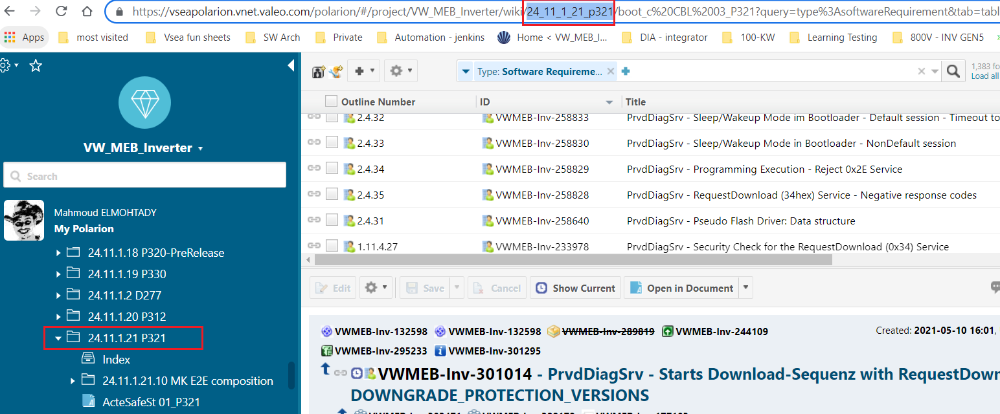 https://vseapolarion.vnet.valeo.com/polarion/#/project/VW_MEB_Inverter/wiki/24_11_1_21_p321/boot_c%20CBL%2003_P321?query=type%3AsoftwareRequirement&tab=tabl
Apps most visited Vsea fun sheets SW Arch Private Automation - jenkins Home < VW_MEB_I... DIA - integrator 100-KW Learning Testing 800V - INV GEN5
VW_MEB_Inverter
Search
Mahmoud ELMOHTADY
My Polarion
24.11.1.18 P320-PreRelease
24.11.1.19 P330
24.11.1.2 D277
24.11.1.20 P312
24.11.1.21 P321
Index
24.11.1.21.10 MK E2E composition
ActeSafeSt 01_P321
Type: Software Requireme...
1,383 fo
Load all
Outline Number ID Title
2.4.32 VWMEB-Inv-258833 PrvdDiagSrv - Sleep/Wakeup Mode im Bootloader - Default session - Timeout to
2.4.33 VWMEB-Inv-258830 PrvdDiagSrv - Sleep/Wakeup Mode in Bootloader - NonDefault session
2.4.34 VWMEB-Inv-258829 PrvdDiagSrv - Programming Execution - Reject 0x2E Service
2.4.35 VWMEB-Inv-258828 PrvdDiagSrv - RequestDownload (34hex) Service - Negative response codes
2.4.31 VWMEB-Inv-258640 PrvdDiagSrv - Pseudo Flash Driver: Data structure
1.11.4.27 VWMEB-Inv-233978 PrvdDiagSrv - Security Check for the RequestDownload (0x34) Service
Edit Save Cancel Show Current Open in Document
VWMEB-Inv-132598 VWMEB-Inv-132598 VWMEB-Inv-289819 VWMEB-Inv-244109 Created: 2021-05-10 16:01,
VWMEB-Inv-295233 VWMEB-Inv-301295
VWMEB-Inv-301014 - PrvdDiagSrv - Starts Download-Sequenz with RequestDown
DOWNGRADE_PROTECTION_VERSIONS